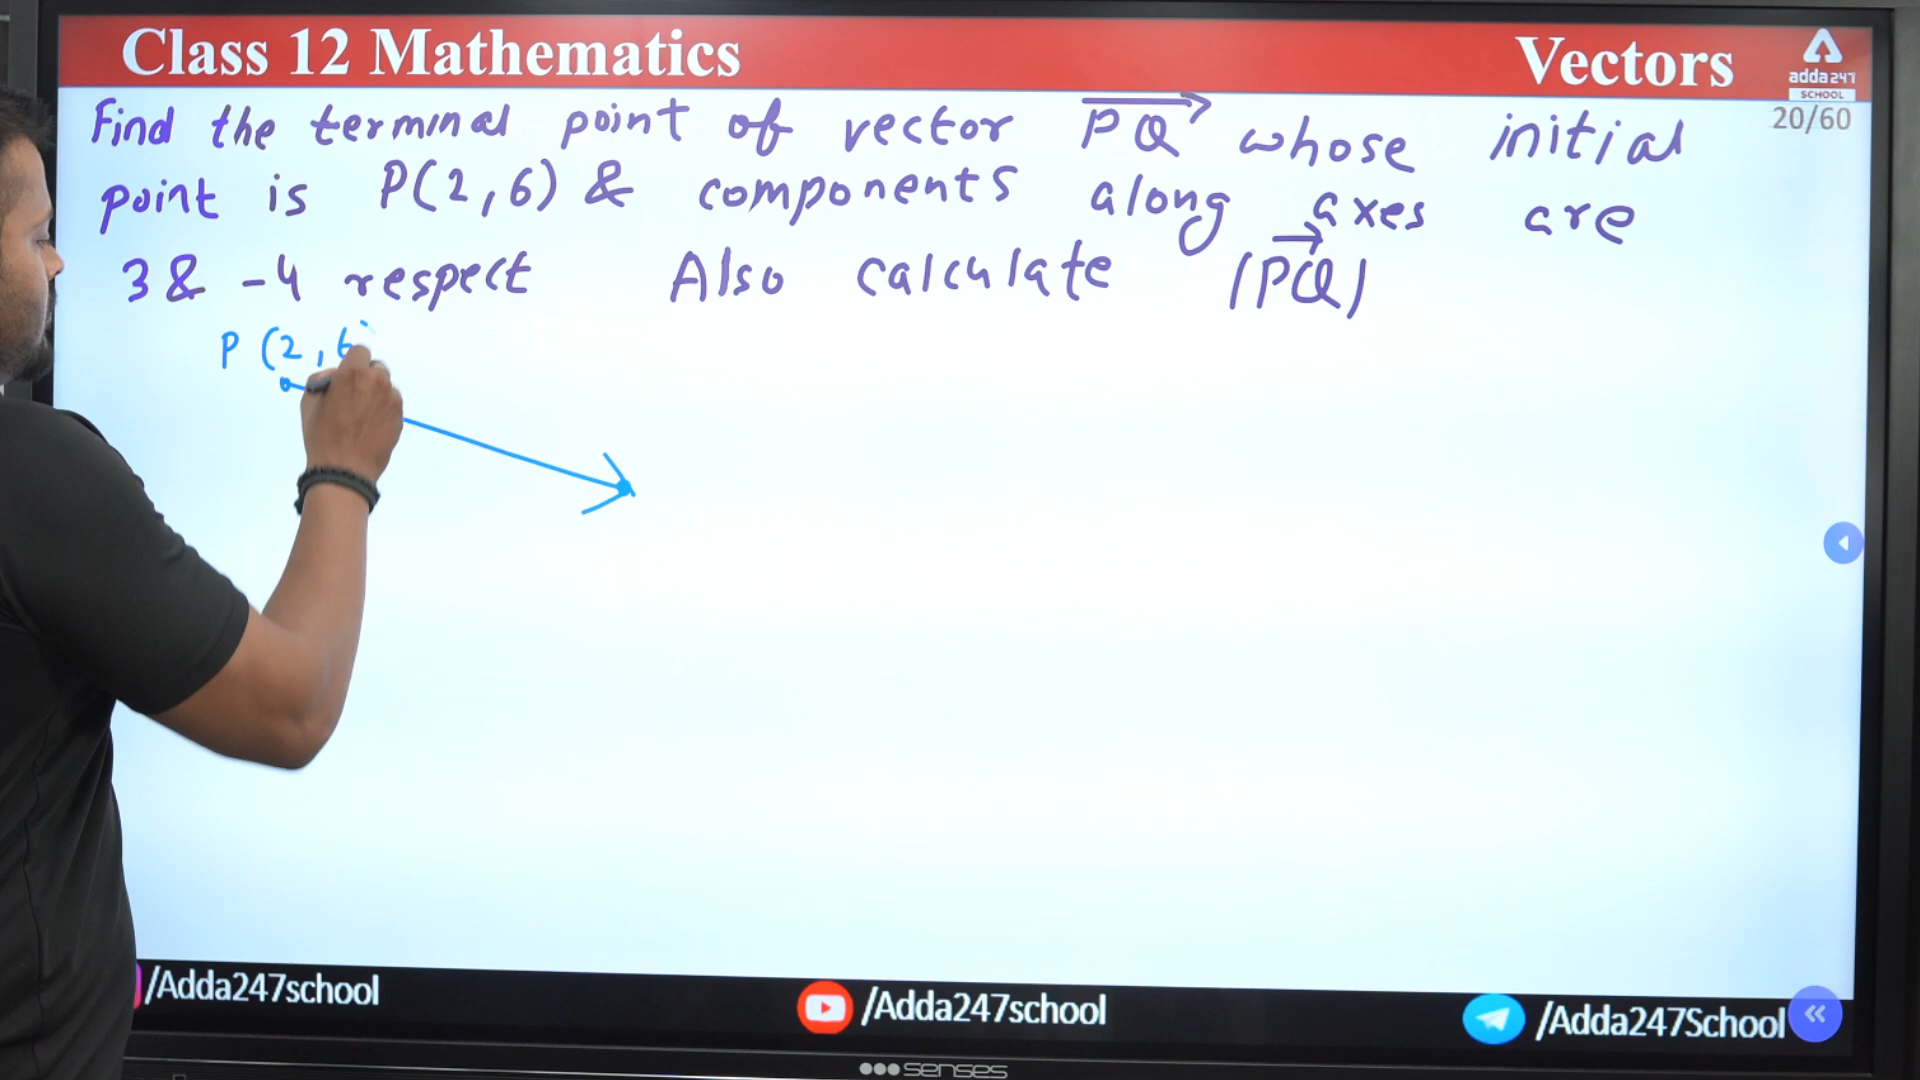 Class 12 Mathematics
Vectors
adda247
SCHOOL
20/60
Find the terminal point of vector PQ whose initial
point is P(2,6) & components along axes are
3 & -4 respect Also calculate |PQ|
P (2, 6)
/Adda247school
/Adda247school
/Adda247School
senses